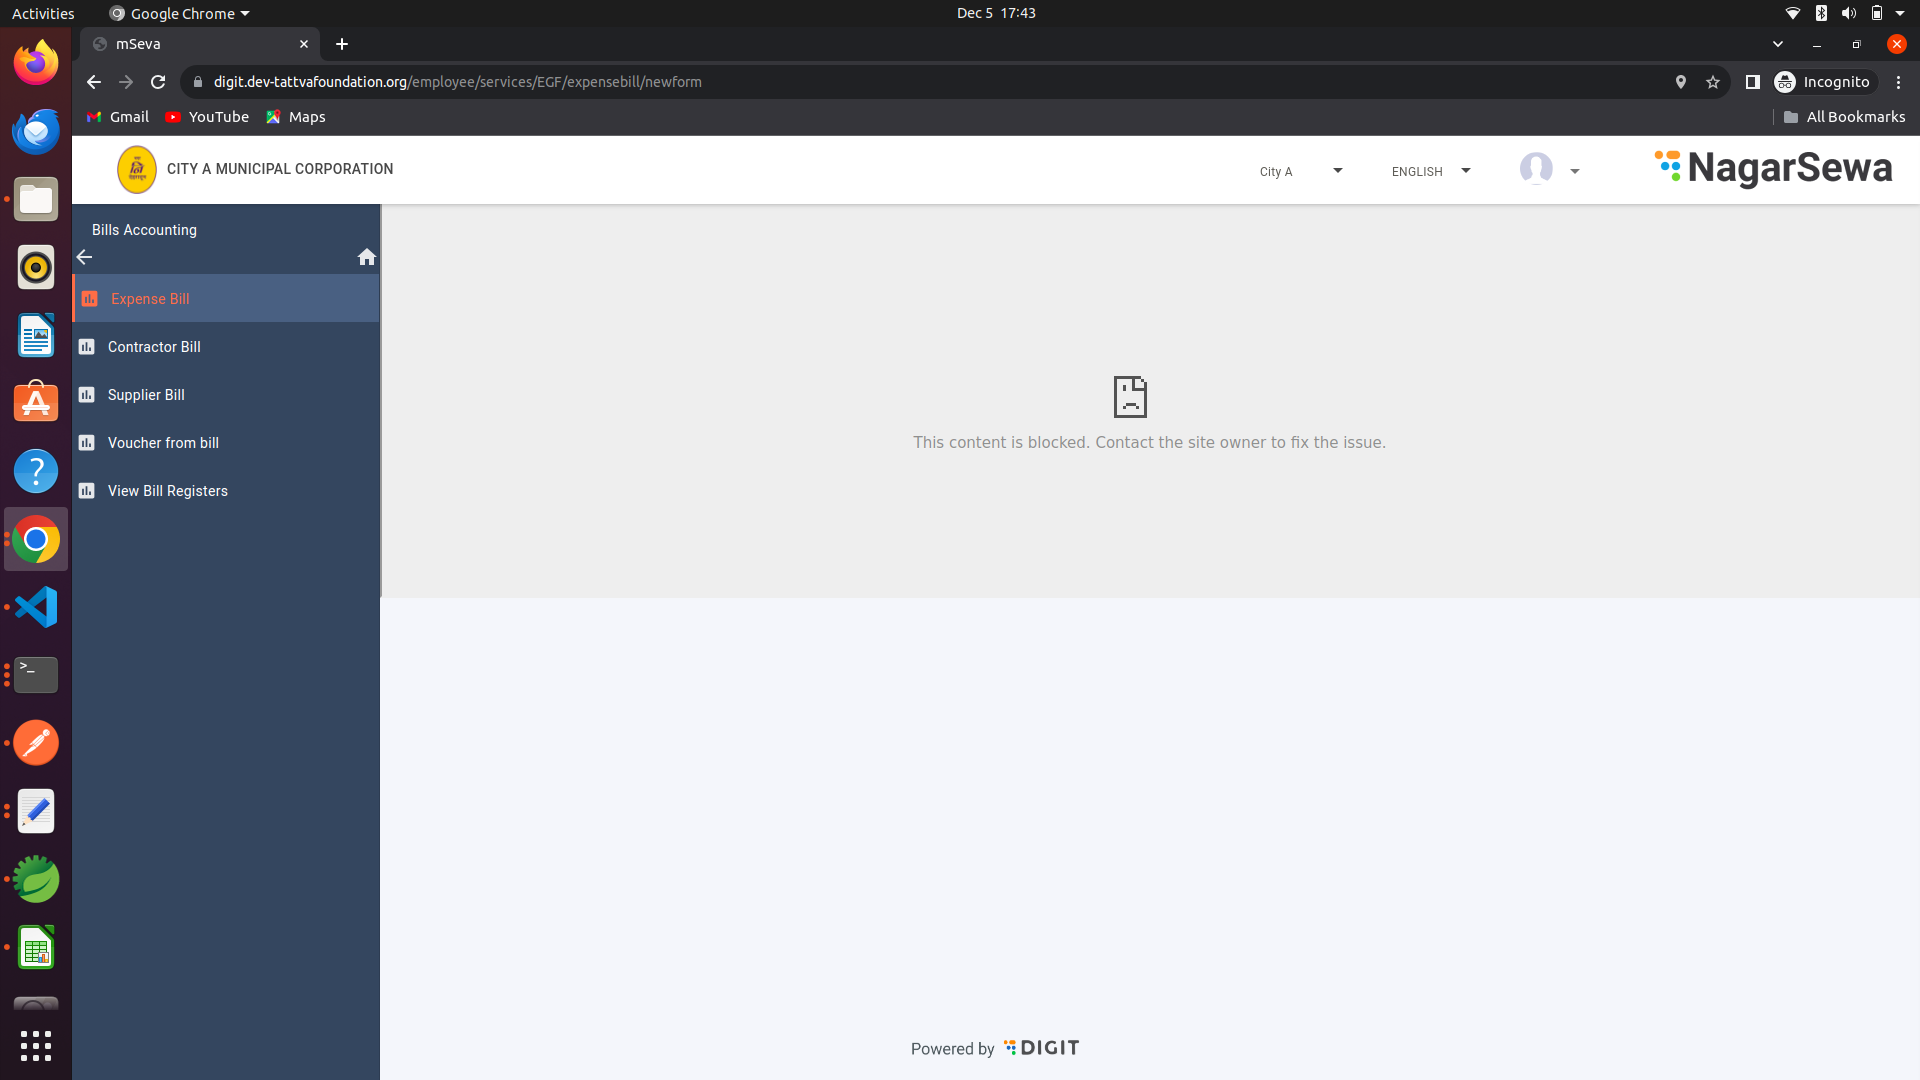 Activities
Google Chrome
Dec 5 17:43
mSeva
digit.dev-tattvafoundation.org/employee/services/EGF/expensebill/newform
Incognito
Gmail
YouTube
Maps
All Bookmarks
CITY A MUNICIPAL CORPORATION
City A
ENGLISH
NagarSewa
Bills Accounting
Expense Bill
Contractor Bill
Supplier Bill
Voucher from bill
View Bill Registers
This content is blocked. Contact the site owner to fix the issue.
Powered by DIGIT